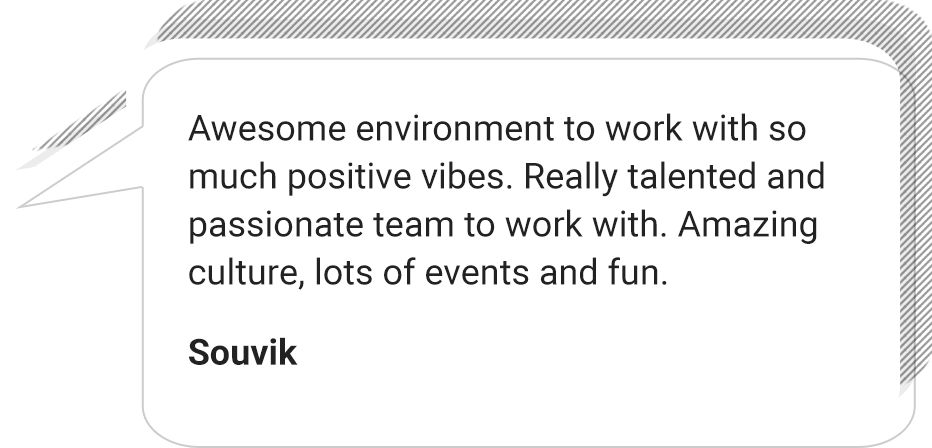 Awesome environment to work with so
much positive vibes. Really talented and
passionate team to work with. Amazing
culture, lots of events and fun.
Souvik